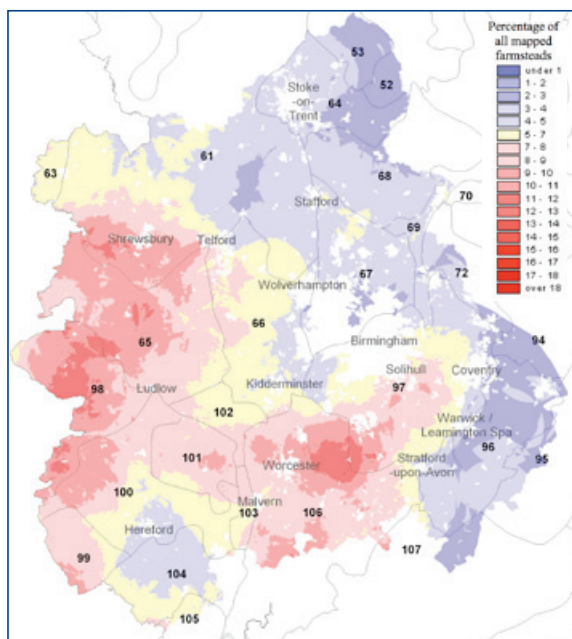 Percentage of
all mapped
farmsteads
under 1
1 - 2
2 - 3
3 - 4
4 - 5
5 - 7
7 - 8
8 - 9
9 - 10
10 - 11
11 - 12
12 - 13
13 - 14
14 - 15
15 - 16
16 - 17
17 - 18
over 18
53
52
Stoke
-on-
Trent
64
61
63
68
70
Stafford
69
Shrewsbury
Telford
67
72
Wolverhampton
66
65
Birmingham
94
Solihull
Coventry
98
Ludlow
Kidderminster
97
102
Warwick /
Leamington Spa
96
95
101
Worcester
Stratford
-upon-Avon
100
Malvern
103
106
Hereford
107
99
104
105